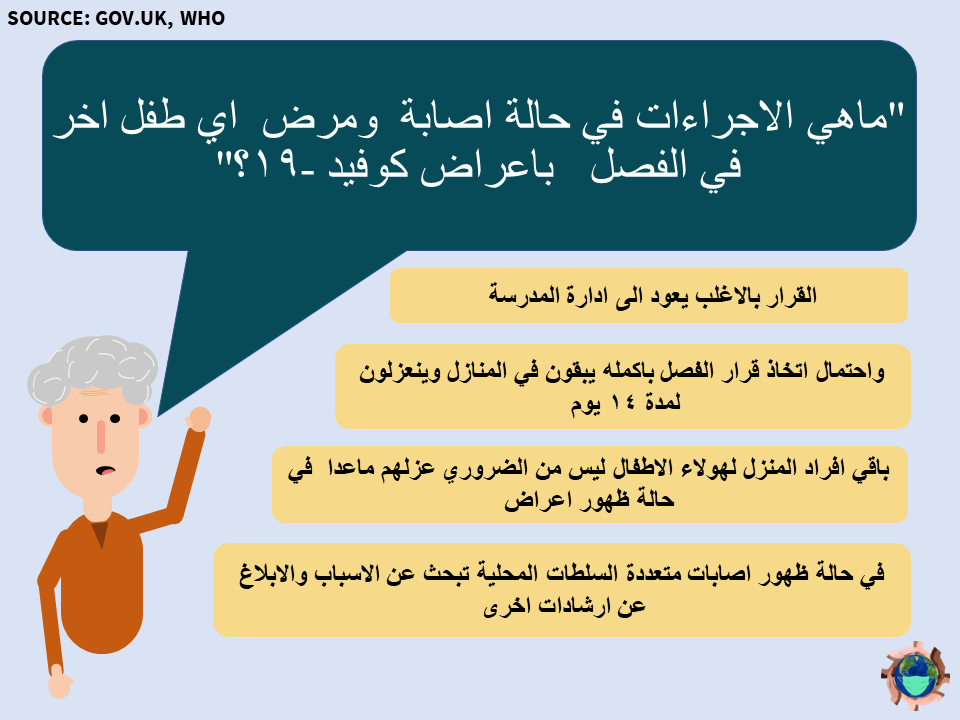 SOURCE: GOV.UK, WHO
"ماهي الاجراءات في حالة اصابة ومرض اي طفل اخر
في الفصل باعراض كوفيد -١٩؟"
القرار بالاغلب يعود الى ادارة المدرسة
واحتمال اتخاذ قرار الفصل باكمله يبقون في المنازل وينعزلون
لمدة ١٤ يوم
باقي افراد المنزل لهولاء الاطفال ليس من الضروري عزلهم ماعدا في
حالة ظهور اعراض
في حالة ظهور اصابات متعددة السلطات المحلية تبحث عن الاسباب والابلاغ
عن ارشادات اخرى